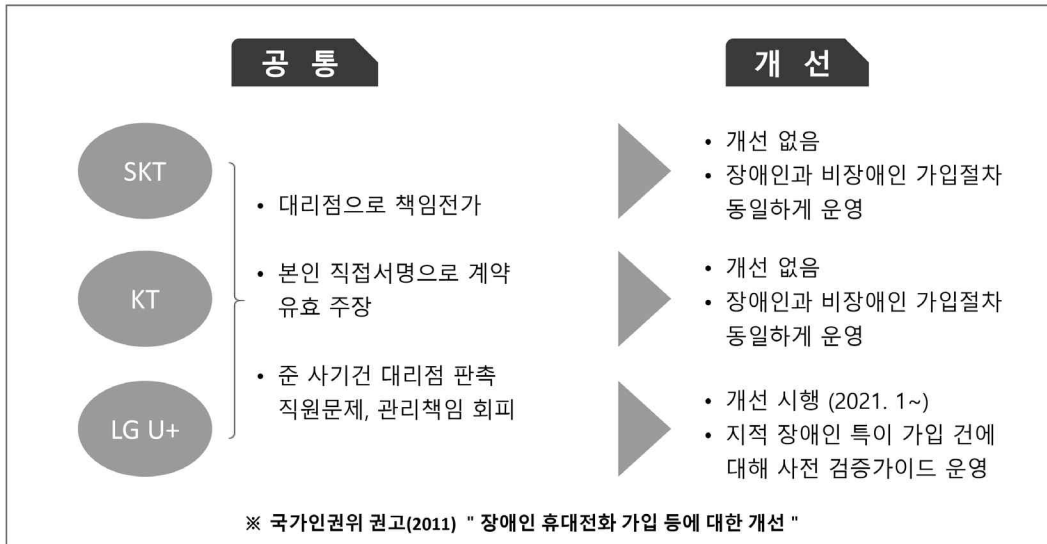 공 통
개 선
SKT
KT
LG U+
• 대리점으로 책임전가
• 본인 직접서명으로 계약
유효 주장
• 준 사기건 대리점 판촉
직원문제, 관리책임 회피
• 개선 없음
• 장애인과 비장애인 가입절차
동일하게 운영
• 개선 없음
• 장애인과 비장애인 가입절차
동일하게 운영
• 개선 시행 (2021. 1~)
• 지적 장애인 특이 가입 건에
대해 사전 검증가이드 운영
※ 국가인권위 권고(2011) " 장애인 휴대전화 가입 등에 대한 개선 "